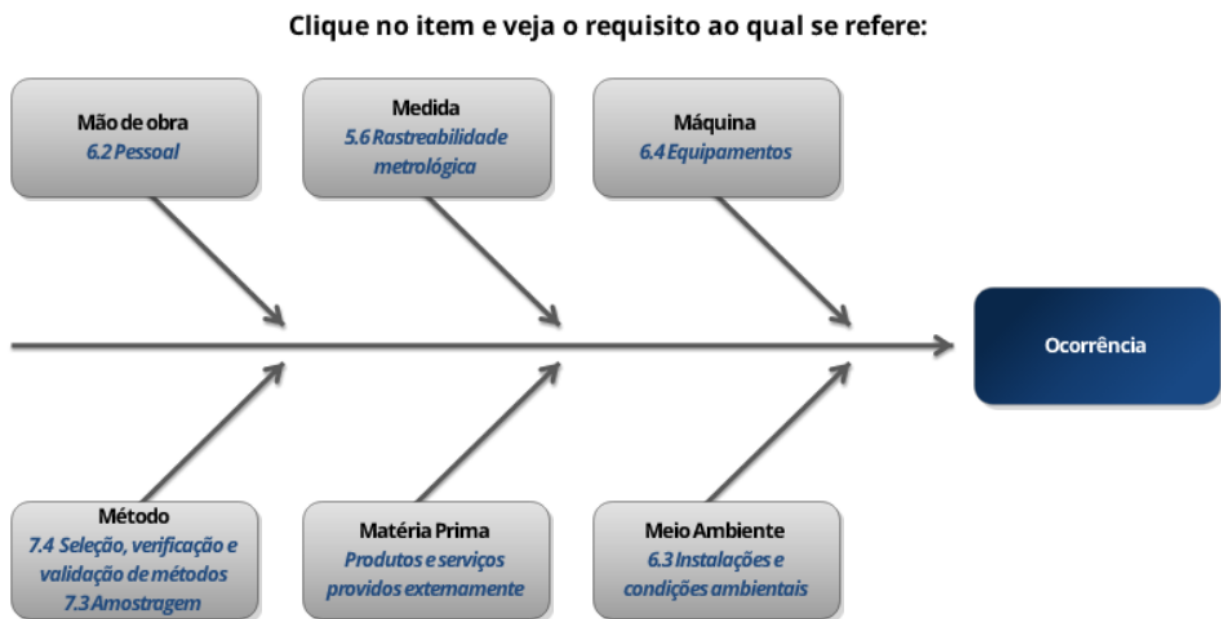 Clique no item e veja o requisito ao qual se refere:
Mão de obra
6.2 Pessoal
Medida
5.6 Rastreabilidade
metrológica
Máquina
6.4 Equipamentos
Ocorrência
Método
7.4 Seleção, verificação e
validação de métodos
7.3 Amostragem
Matéria Prima
Produtos e serviços
providos externamente
Meio Ambiente
6.3 Instalações e
condições ambientais